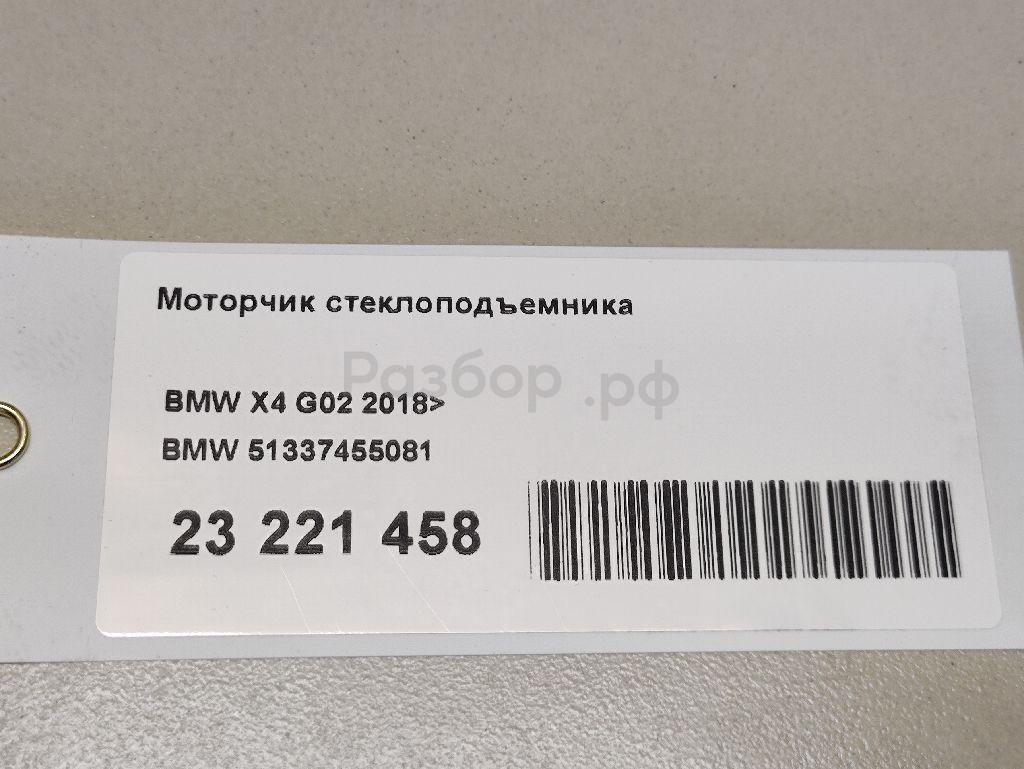 Моторчик стеклоподъемника
Разбор.рф
BMW X4 G02 2018>
BMW 51337455081
23 221 458